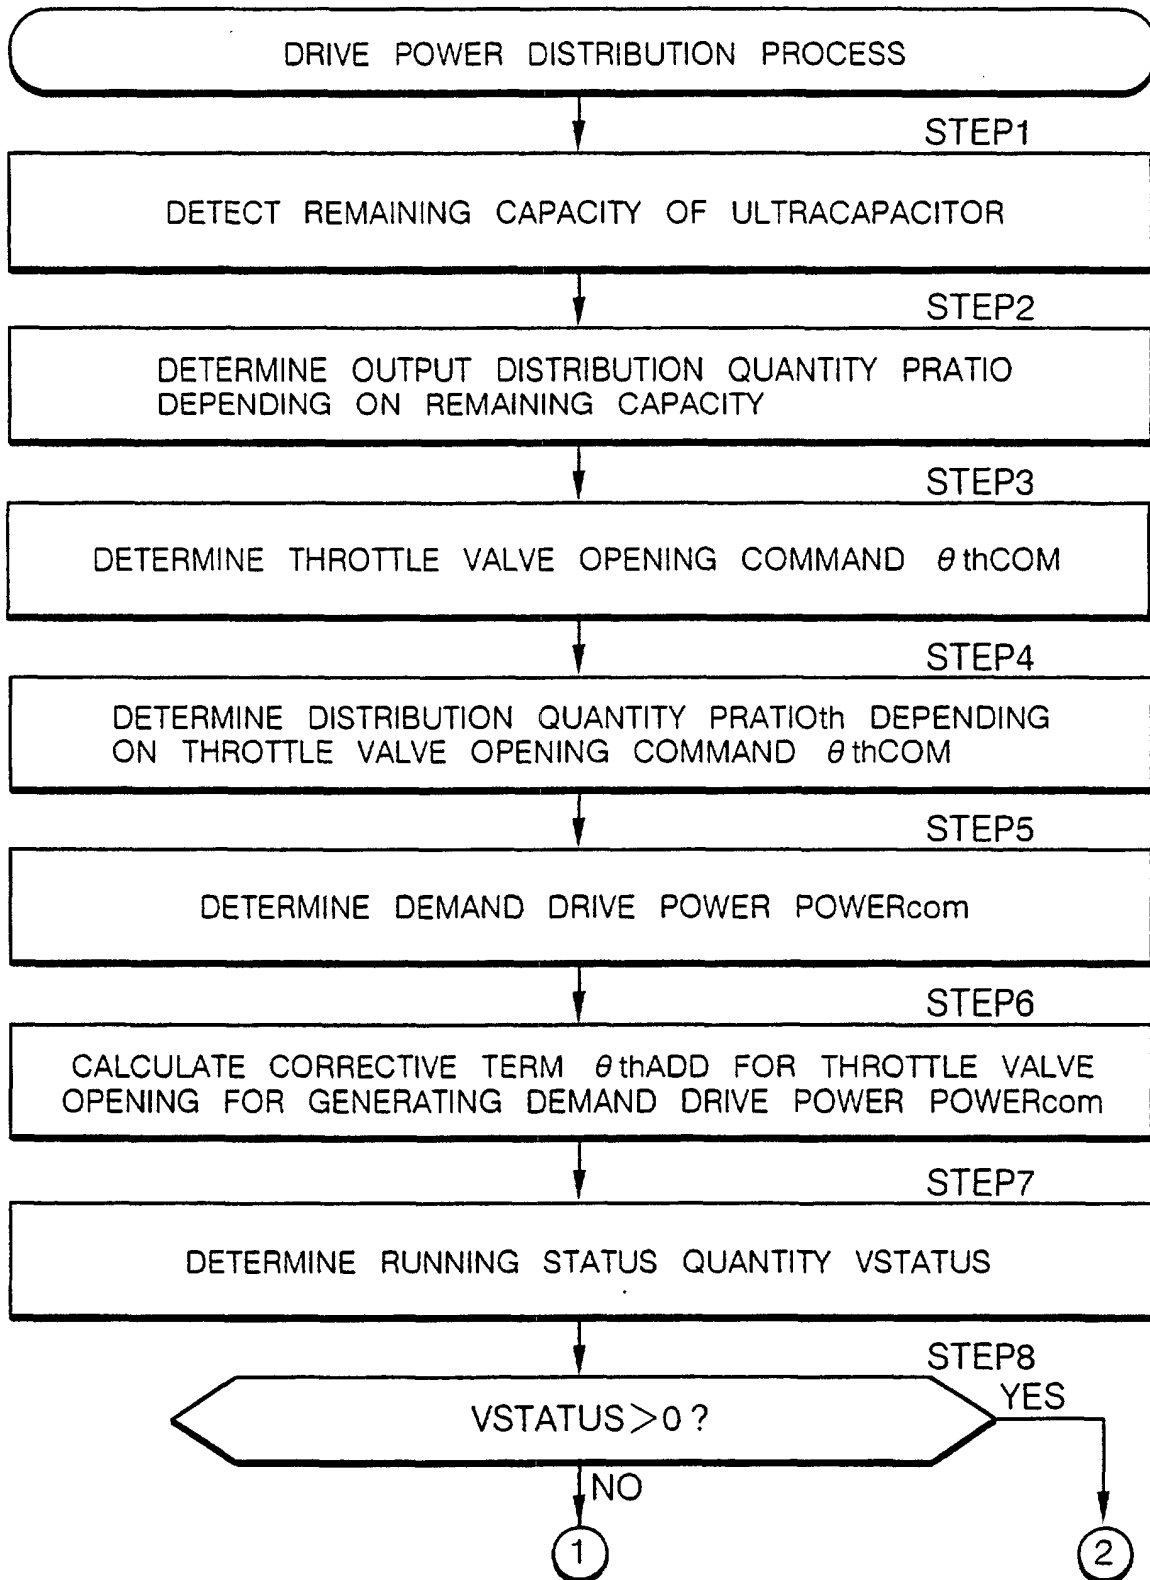 DRIVE POWER DISTRIBUTION PROCESS
STEP1
DETECT REMAINING CAPACITY OF ULTRACAPACITOR
STEP2
DETERMINE OUTPUT DISTRIBUTION QUANTITY PRATIO
DEPENDING ON REMAINING CAPACITY
STEP3
DETERMINE THROTTLE VALVE OPENING COMMAND θthCOM
STEP4
DETERMINE DISTRIBUTION QUANTITY PRATIOth DEPENDING
ON THROTTLE VALVE OPENING COMMAND θthCOM
STEP5
DETERMINE DEMAND DRIVE POWER POWERcom
STEP6
CALCULATE CORRECTIVE TERM θthADD FOR THROTTLE VALVE
OPENING FOR GENERATING DEMAND DRIVE POWER POWERcom
STEP7
DETERMINE RUNNING STATUS QUANTITY VSTATUS
STEP8
VSTATUS>0?
YES
NO
1
2